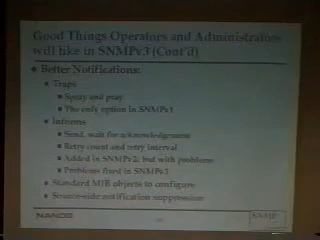 Good Things Operators and Administrators
will like in SNMPv3 (Cont'd)
Better Notifications:
Traps
Spray and pray
The only option in SNMPv1
Informs
Send, wait for acknowledgement
Retry count and retry interval
Added in SNMPv2, but with problems
Problems fixed in SNMPv3
Standard MIB objects to configure
Source-side notification suppression
NANOG
SNMP